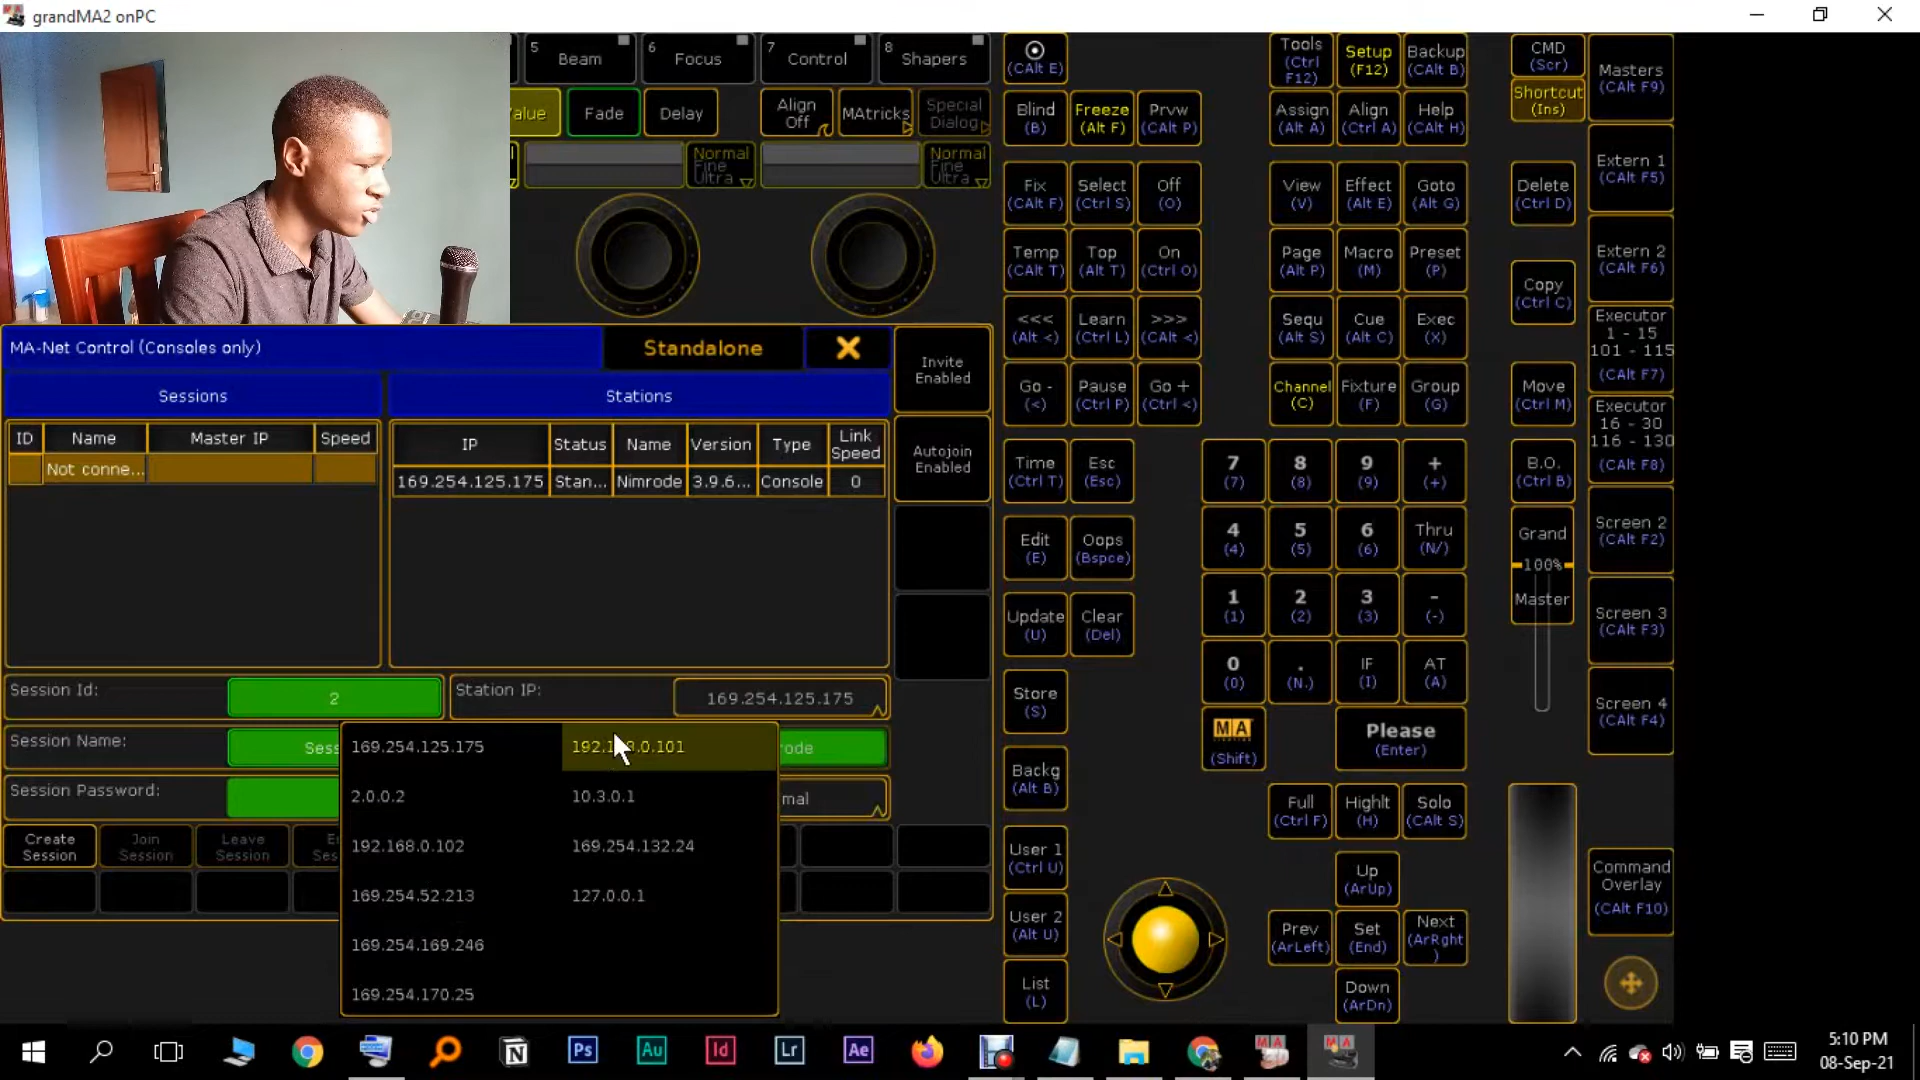 grandMA2 onPC
5 Beam
6 Focus
7 Control
8 Shapers
Fade
Delay
Align
Off
MAtricks
Special
Dialog
Normal
Fine
Ultra
Normal
Fine
Ultra
MA-Net Control (Consoles only)
Standalone
Invite
Enabled
Sessions
Stations
ID Name Master IP Speed
Not conne...
IP Status Name Version Type Link Speed
169.254.125.175 Stan... Nimrode 3.9.6... Console 0
Autojoin
Enabled
Session Id:
2
Station IP:
169.254.125.175
Session Name:
Session Password:
169.254.125.175
2.0.0.2
10.3.0.1
192.168.0.102
169.254.132.24
169.254.52.213
127.0.0.1
169.254.169.246
169.254.170.25
Create
Session
Join
Session
Leave
Session
(CAlt E)
Tools
(Ctrl
F12)
Setup
(F12)
Backup
(CAlt B)
Blind
(B)
Freeze
(Alt F)
Prvw
(CAlt P)
Assign
(Alt A)
Align
(Ctrl A)
Help
(CAlt H)
Fix
(CAlt F)
Select
(Ctrl S)
Off
(O)
View
(V)
Effect
(Alt E)
Goto
(Alt G)
Temp
(CAlt T)
Top
(Alt T)
On
(Ctrl O)
Page
(Alt P)
Macro
(M)
Preset
(P)
<<<
(Alt <)
Learn
(Ctrl L)
>>>
(CAlt <)
Sequ
(Alt S)
Cue
(Alt C)
Exec
(X)
Go -
(<)
Pause
(Ctrl P)
Go +
(Ctrl <)
Channel
(C)
Fixture
(F)
Group
(G)
Time
(Ctrl T)
Esc
(Esc)
7
(7)
8
(8)
9
(9)
+
(+)
Edit
(E)
Oops
(Bspce)
4
(4)
5
(5)
6
(6)
Thru
(N/)
Update
(U)
Clear
(Del)
1
(1)
2
(2)
3
(3)
-
(-)
Store
(S)
0
(0)
.
(N.)
IF
(I)
AT
(A)
MA
(Shift)
Please
(Enter)
Backg
(Alt B)
Full
(Ctrl F)
Highlt
(H)
Solo
(CAlt S)
User 1
(Ctrl U)
User 2
(Alt U)
List
(L)
Up
(ArUp)
Prev
(ArLeft)
Set
(End)
Next
(ArRght
)
Down
(ArDn)
CMD
(Scr)
Shortcut
(Ins)
Delete
(Ctrl D)
Copy
(Ctrl C)
Move
(Ctrl M)
B.O.
(Ctrl B)
Grand
100%
Master
Masters
(CAlt F9)
Extern 1
(CAlt F5)
Extern 2
(CAlt F6)
Executor
1 - 15
101 - 115
(CAlt F7)
Executor
16 - 30
116 - 130
(CAlt F8)
Screen 2
(CAlt F2)
Screen 3
(CAlt F3)
Screen 4
(CAlt F4)
Command
Overlay
(CAlt F10)
Ps
Au
Id
Lr
Ae
5:10 PM
08-Sep-21